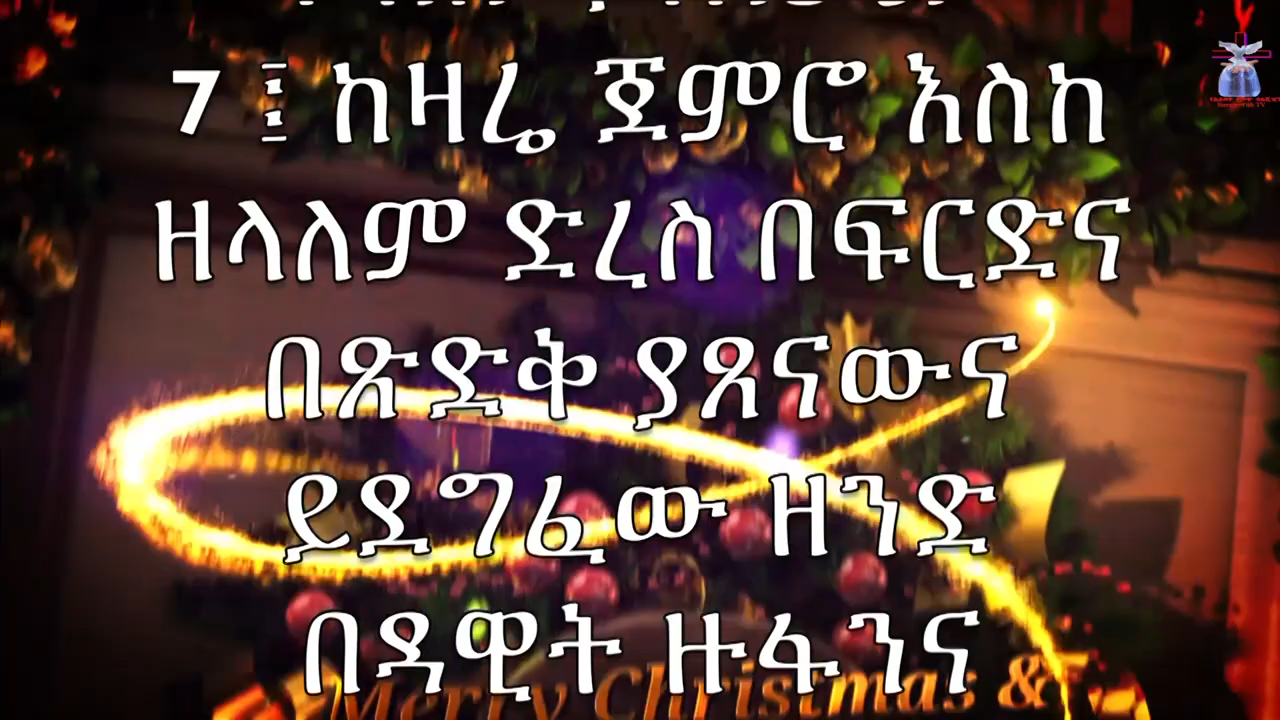 7 ፤ ከዛሬ ጀምሮ እስከ
ዘላለም ድረስ በፍርድና
በጽድቅ ያጸናውና
ይደግፈው ዘንድ
በዳዊት ዙፋንና
Merry Christmas &